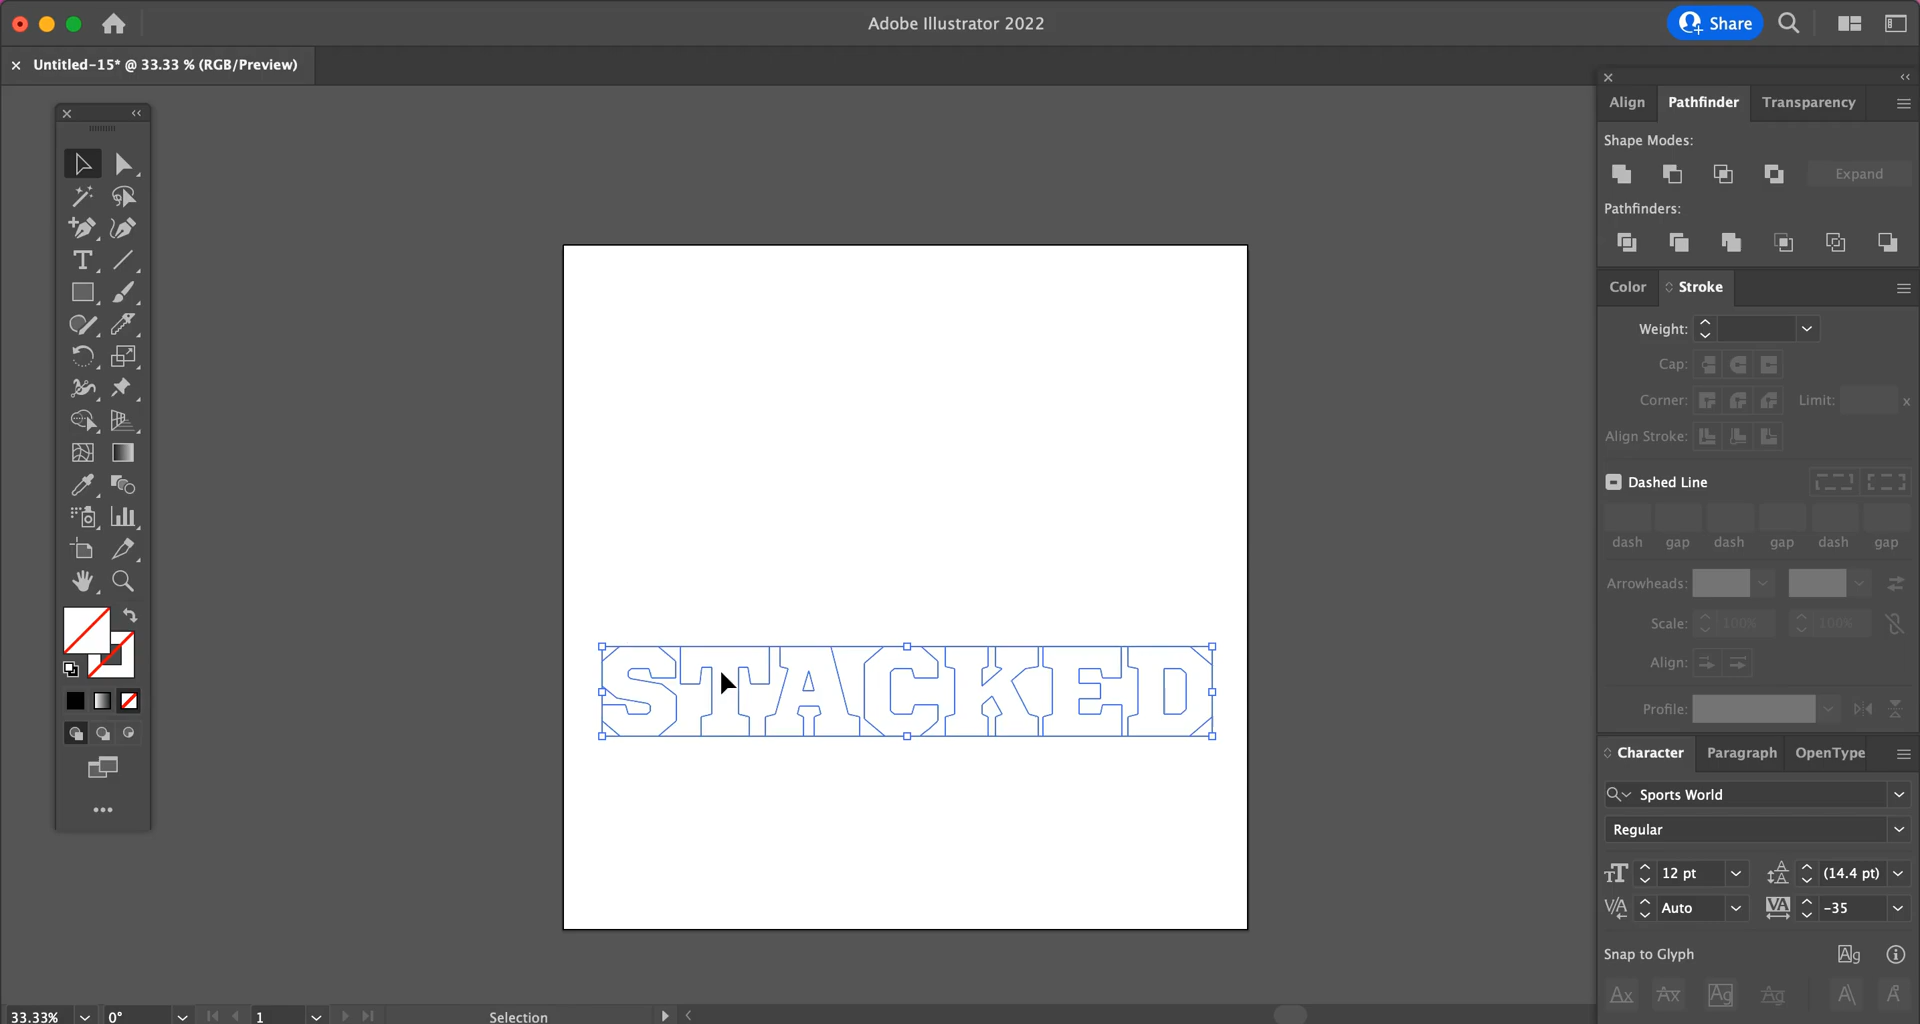 Adobe Illustrator 2022
Share
Untitled-15* @ 33.33 % (RGB/Preview)
Align
Pathfinder
Transparency
Shape Modes:
Expand
Pathfinders:
Color
Stroke
Weight:
Cap:
Corner:
Limit:
x
Align Stroke:
Dashed Line
dash
gap
dash
gap
dash
gap
Arrowheads:
Scale:
100%
100%
Align:
Profile:
STACKED
Character
Paragraph
OpenType
Sports World
Regular
12 pt
(14.4 pt)
Auto
-35
Snap to Glyph
33.33%
0°
1
Selection